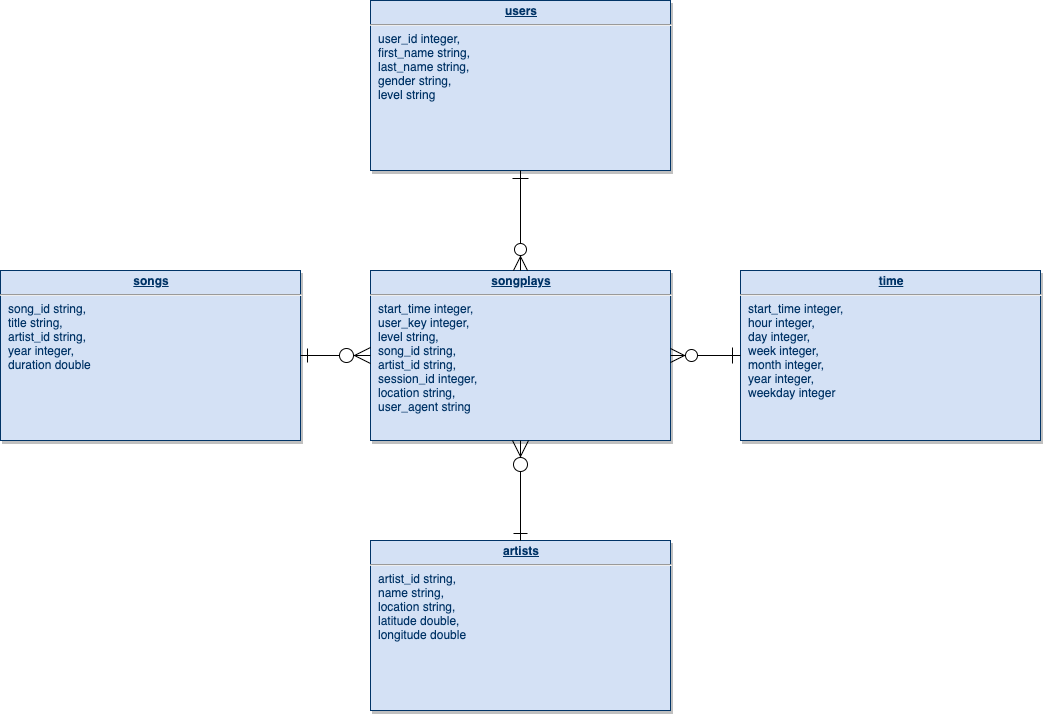 users
user_id integer,
first_name string,
last_name string,
gender string,
level string
songs
song_id string,
title string,
artist_id string,
year integer,
duration double
songplays
start_time integer,
user_key integer,
level string,
song_id string,
artist_id string,
session_id integer,
location string,
user_agent string
time
start_time integer,
hour integer,
day integer,
week integer,
month integer,
year integer,
weekday integer
artists
artist_id string,
name string,
location string,
latitude double,
longitude double